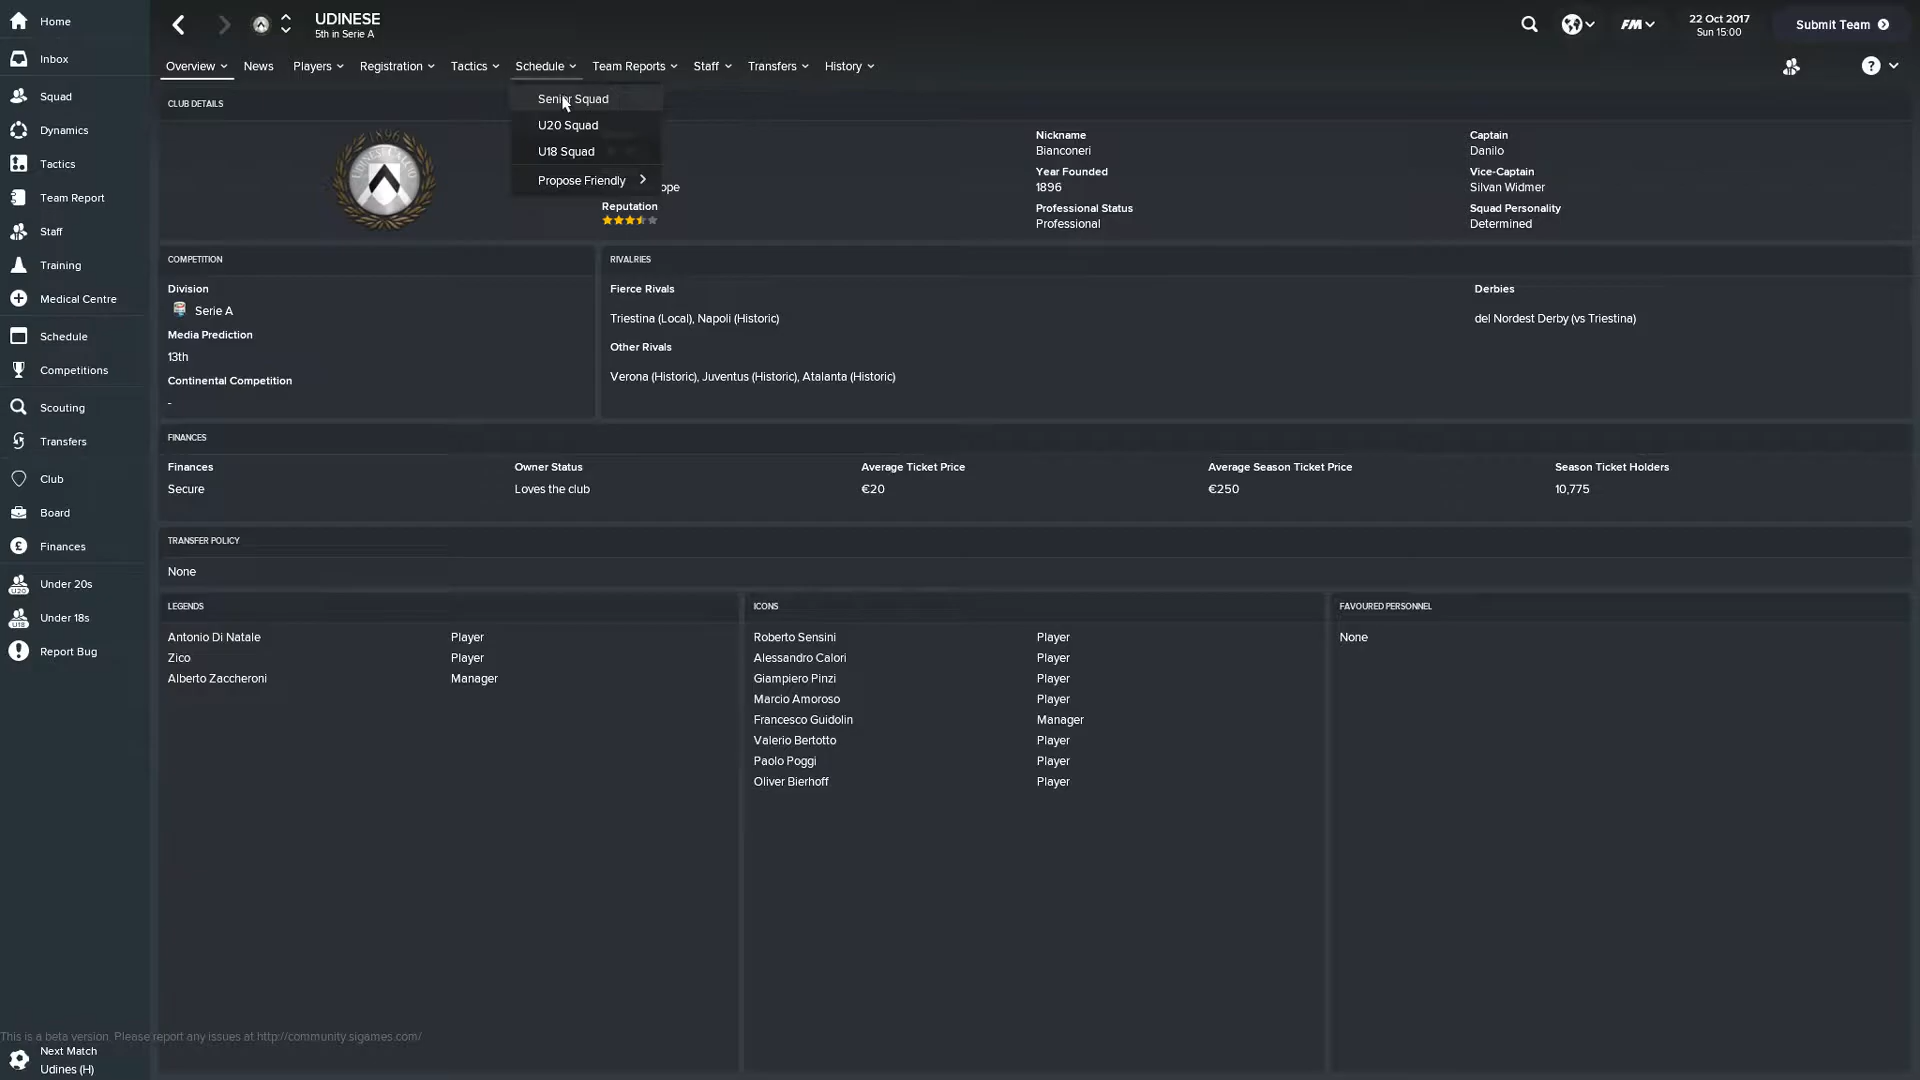 Home
Inbox
Squad
Dynamics
Tactics
Team Report
Staff
Training
Medical Centre
Schedule
Competitions
Scouting
Transfers
Club
Board
Finances
Under 20s
Under 18s
Report Bug
UDINESE
5th in Serie A
FM
22 Oct 2017
Sun 15:00
Submit Team
Overview News Players Registration Tactics Schedule Team Reports Staff Transfers History
Senior Squad
U20 Squad
U18 Squad
Propose Friendly
CLUB DETAILS
ope
Reputation
Nickname
Bianconeri
Year Founded
1896
Professional Status
Professional
Captain
Danilo
Vice-Captain
Silvan Widmer
Squad Personality
Determined
COMPETITION
Division
Serie A
Media Prediction
13th
Continental Competition
-
RIVALRIES
Fierce Rivals
Triestina (Local), Napoli (Historic)
Other Rivals
Verona (Historic), Juventus (Historic), Atalanta (Historic)
Derbies
del Nordest Derby (vs Triestina)
FINANCES
Finances Owner Status Average Ticket Price Average Season Ticket Price Season Ticket Holders
Secure Loves the club €20 €250 10,775
TRANSFER POLICY
None
LEGENDS
Antonio Di Natale Player
Zico Player
Alberto Zaccheroni Manager
ICONS
Roberto Sensini Player
Alessandro Calori Player
Giampiero Pinzi Player
Marcio Amoroso Player
Francesco Guidolin Manager
Valerio Bertotto Player
Paolo Poggi Player
Oliver Bierhoff Player
FAVOURED PERSONNEL
None
This is a beta version. Please report any issues at http://community.sigames.com/
Next Match
Udines (H)